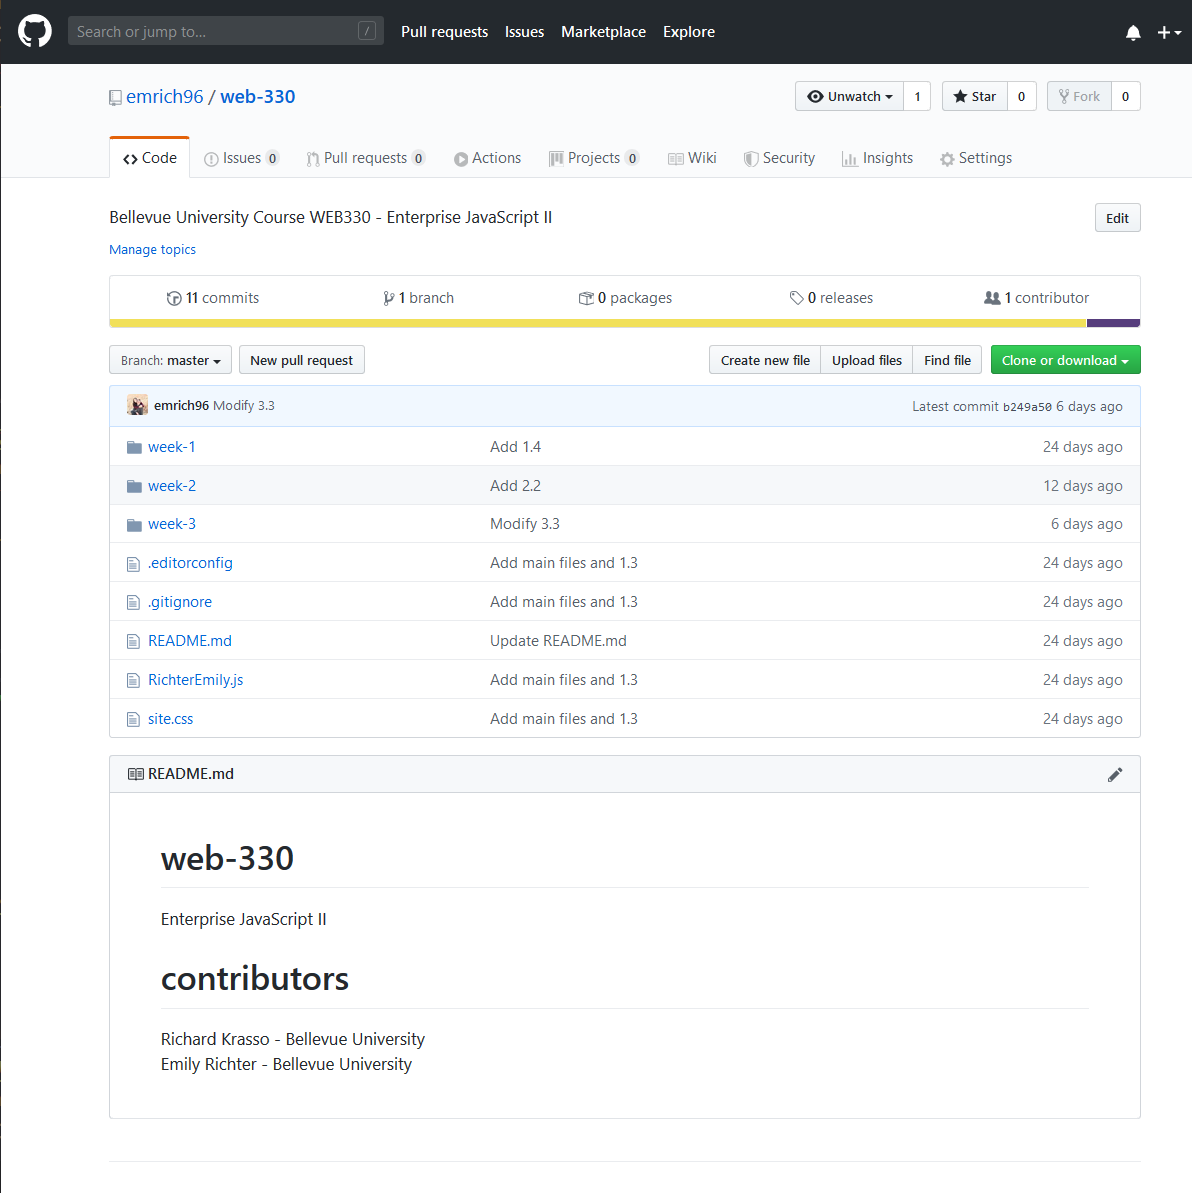 Search or jump to... /
Pull requests Issues Marketplace Explore
emrich96 / web-330
Unwatch 1 Star 0 Fork 0
Code Issues 0 Pull requests 0 Actions Projects 0 Wiki Security Insights Settings
Bellevue University Course WEB330 - Enterprise JavaScript II
Edit
Manage topics
11 commits 1 branch 0 packages 0 releases 1 contributor
Branch: master New pull request Create new file Upload files Find file Clone or download
emrich96 Modify 3.3 Latest commit b249a50 6 days ago
week-1 Add 1.4 24 days ago
week-2 Add 2.2 12 days ago
week-3 Modify 3.3 6 days ago
.editorconfig Add main files and 1.3 24 days ago
.gitignore Add main files and 1.3 24 days ago
README.md Update README.md 24 days ago
RichterEmily.js Add main files and 1.3 24 days ago
site.css Add main files and 1.3 24 days ago
README.md
web-330
Enterprise JavaScript II
contributors
Richard Krasso - Bellevue University
Emily Richter - Bellevue University